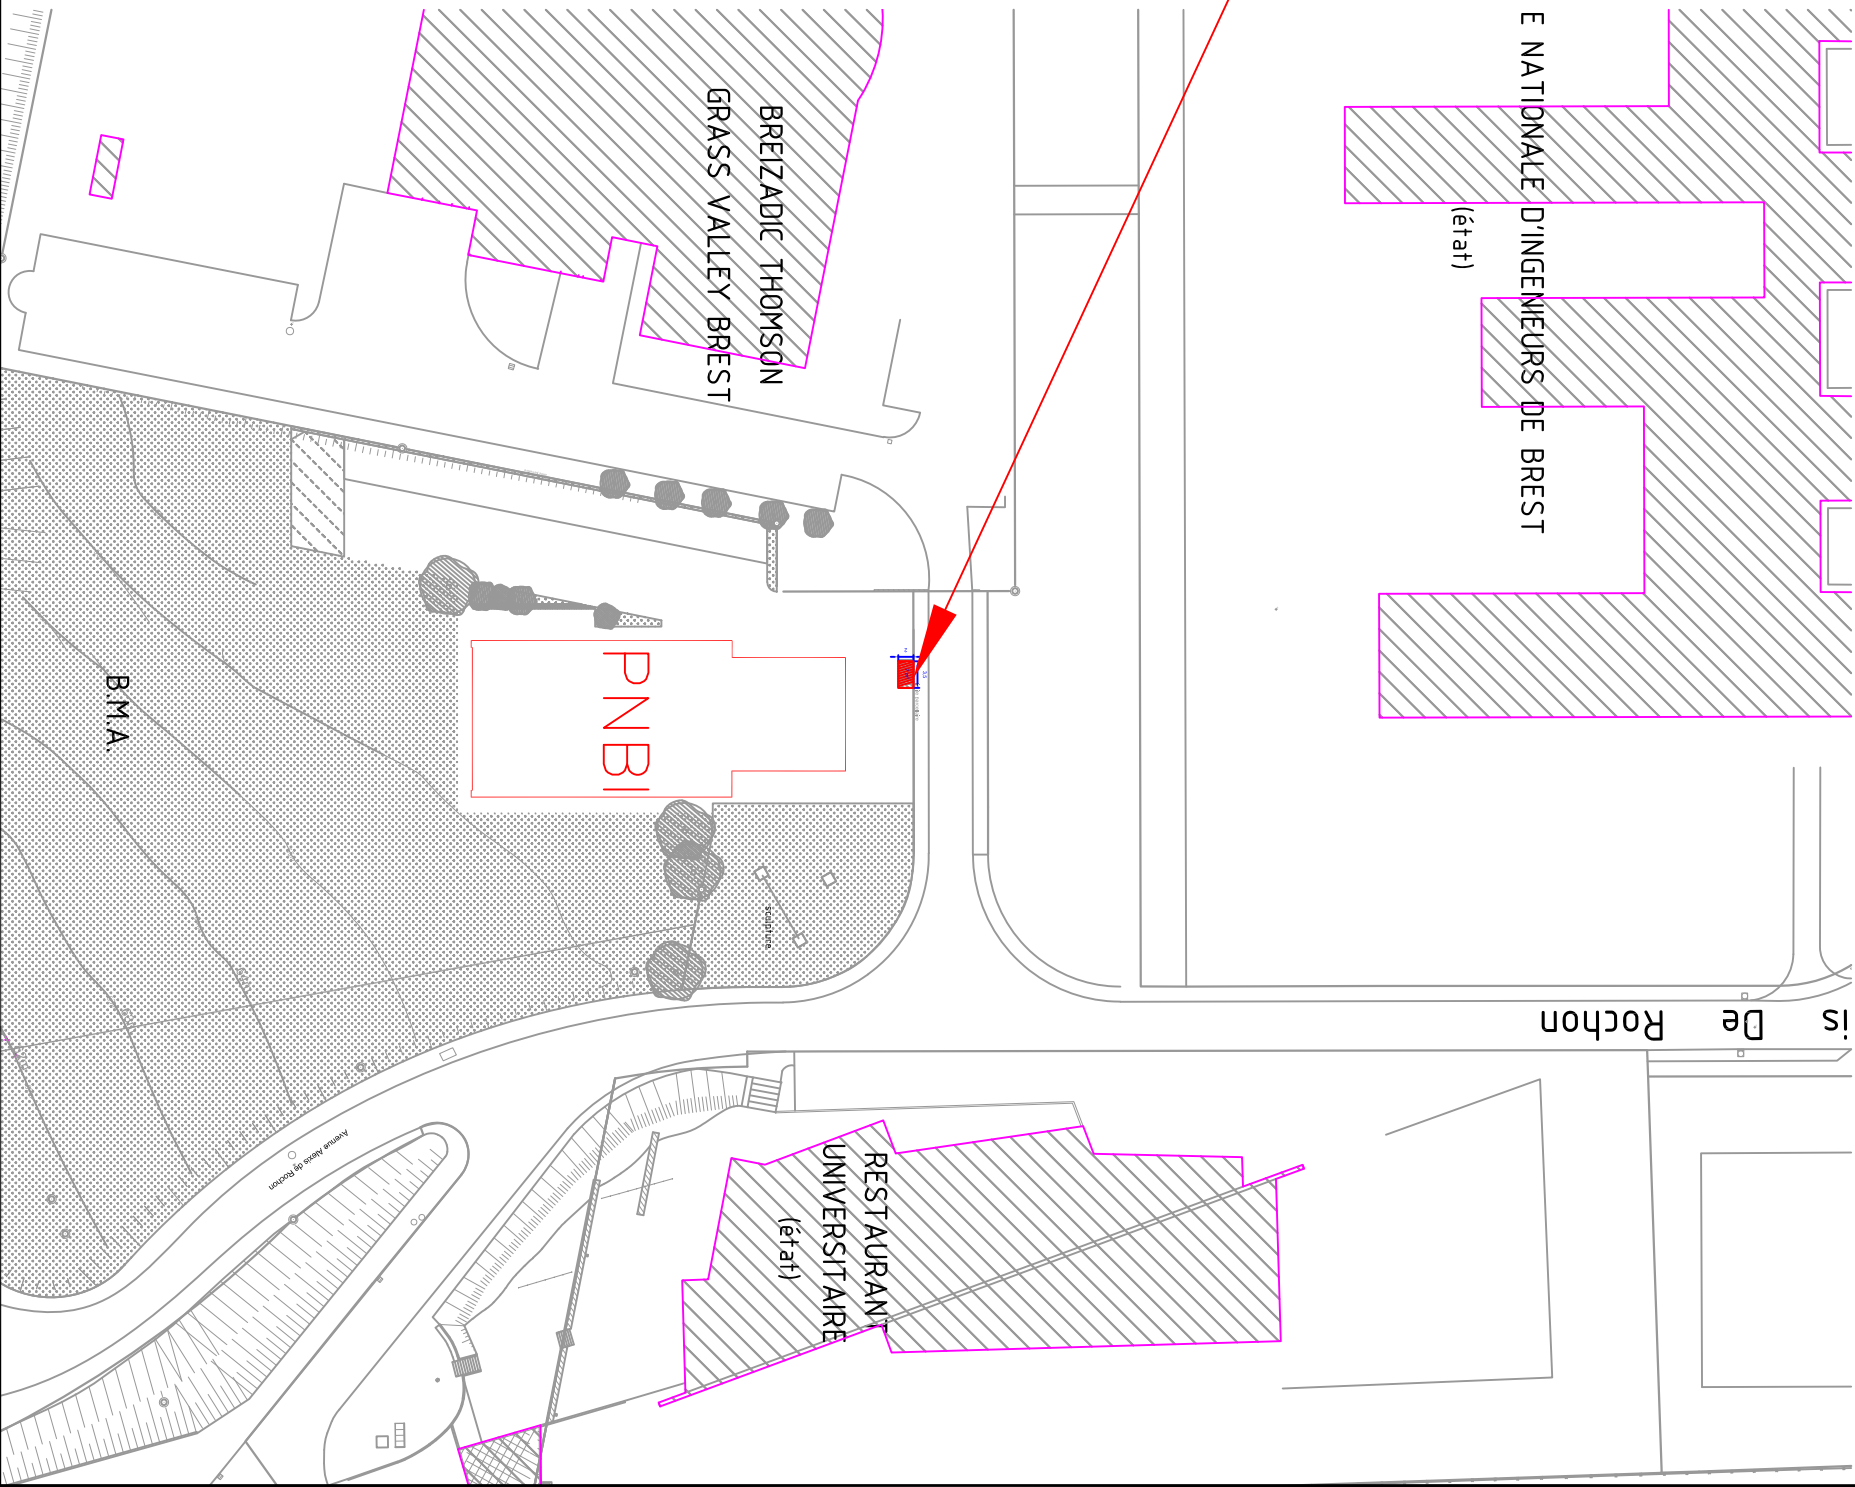 BREIZADIC THOMSON
GRASS VALLEY BREST
E NATIONALE D'INGENIEURS DE BREST
(état)
PNBI
B.M.A.
sculpture
is De Rochon
Avenue Alexis de Rochon
RESTAURANT
UNIVERSITAIRE
(état)